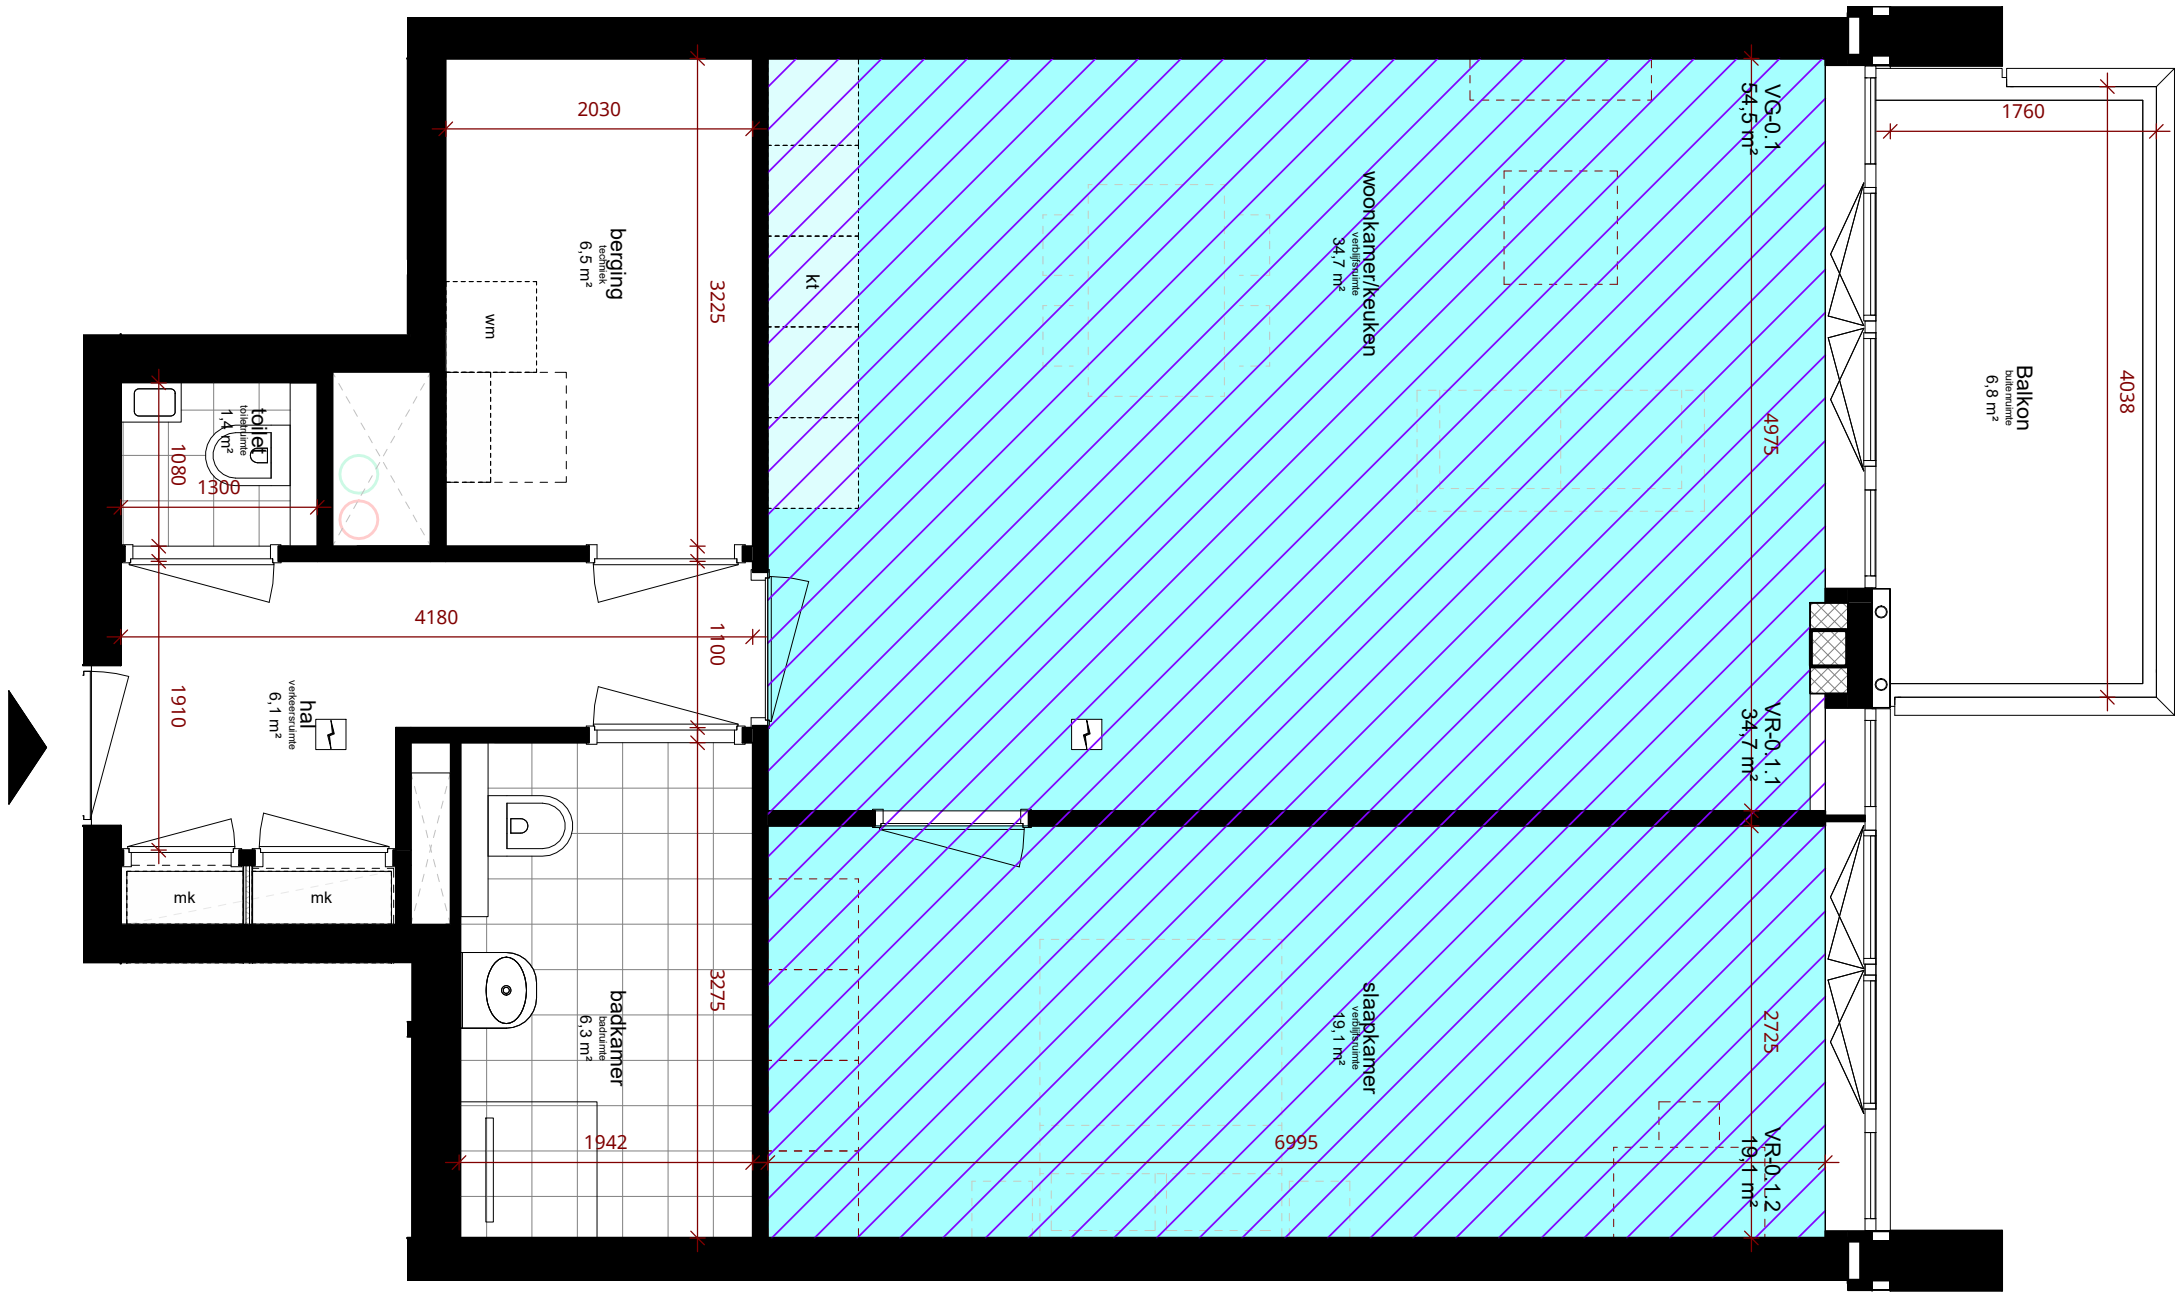 2030
3225
berging
techniek
6,5 m²
wm
kt
woonkamer/keuken
verblijfsruimte
34,7 m²
VG-0.1
54,5 m²
4975
1760
4038
Balkon
buitenruimte
6,8 m²
toilet
toiletruimte
1,4 m²
1080
1300
4180
1100
1910
hal
verkeersruimte
6,1 m²
mk
mk
VR-0.1.1
34,7 m²
badkamer
badruimte
6,3 m²
3275
1942
slaapkamer
verblijfsruimte
19,1 m²
2725
6995
VR-0.1.2
19,1 m²